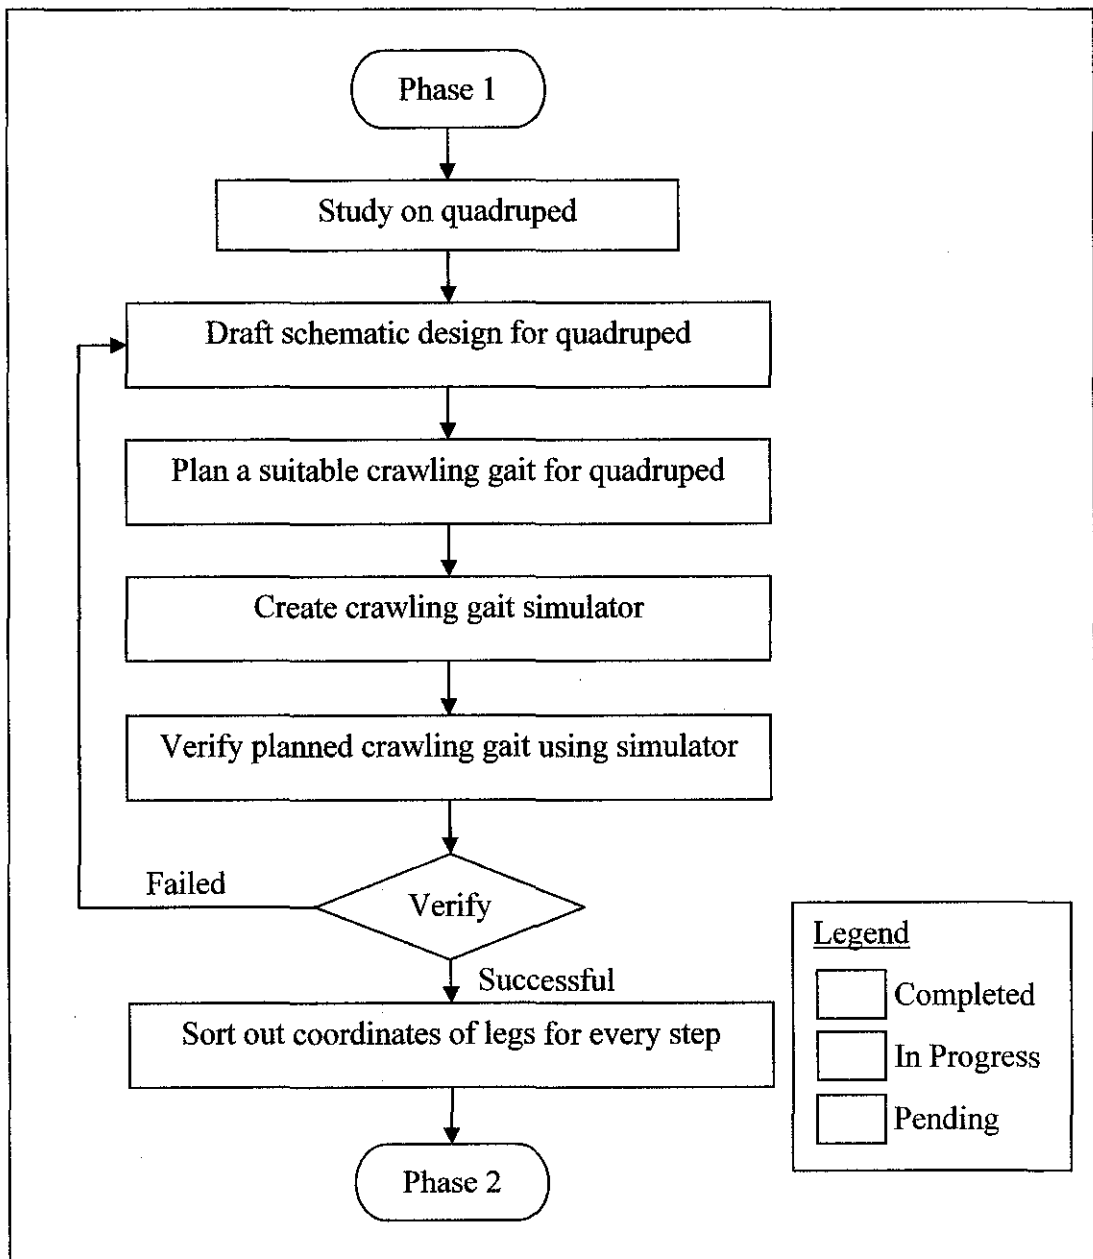 Phase 1
Study on quadruped
Draft schematic design for quadruped
Plan a suitable crawling gait for quadruped
Create crawling gait simulator
Verify planned crawling gait using simulator
Failed
Verify
Successful
Sort out coordinates of legs for every step
Phase 2
Legend
Completed
In Progress
Pending